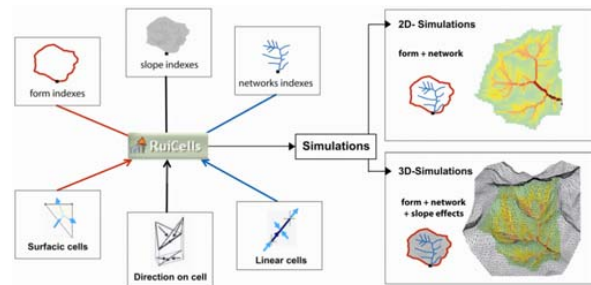 form indexes
slope indexes
networks indexes
RuiCells
Surfacic cells
Direction on cell
Linear cells
Simulations
2D- Simulations
form + network
3D-Simulations
form + network
+ slope effects